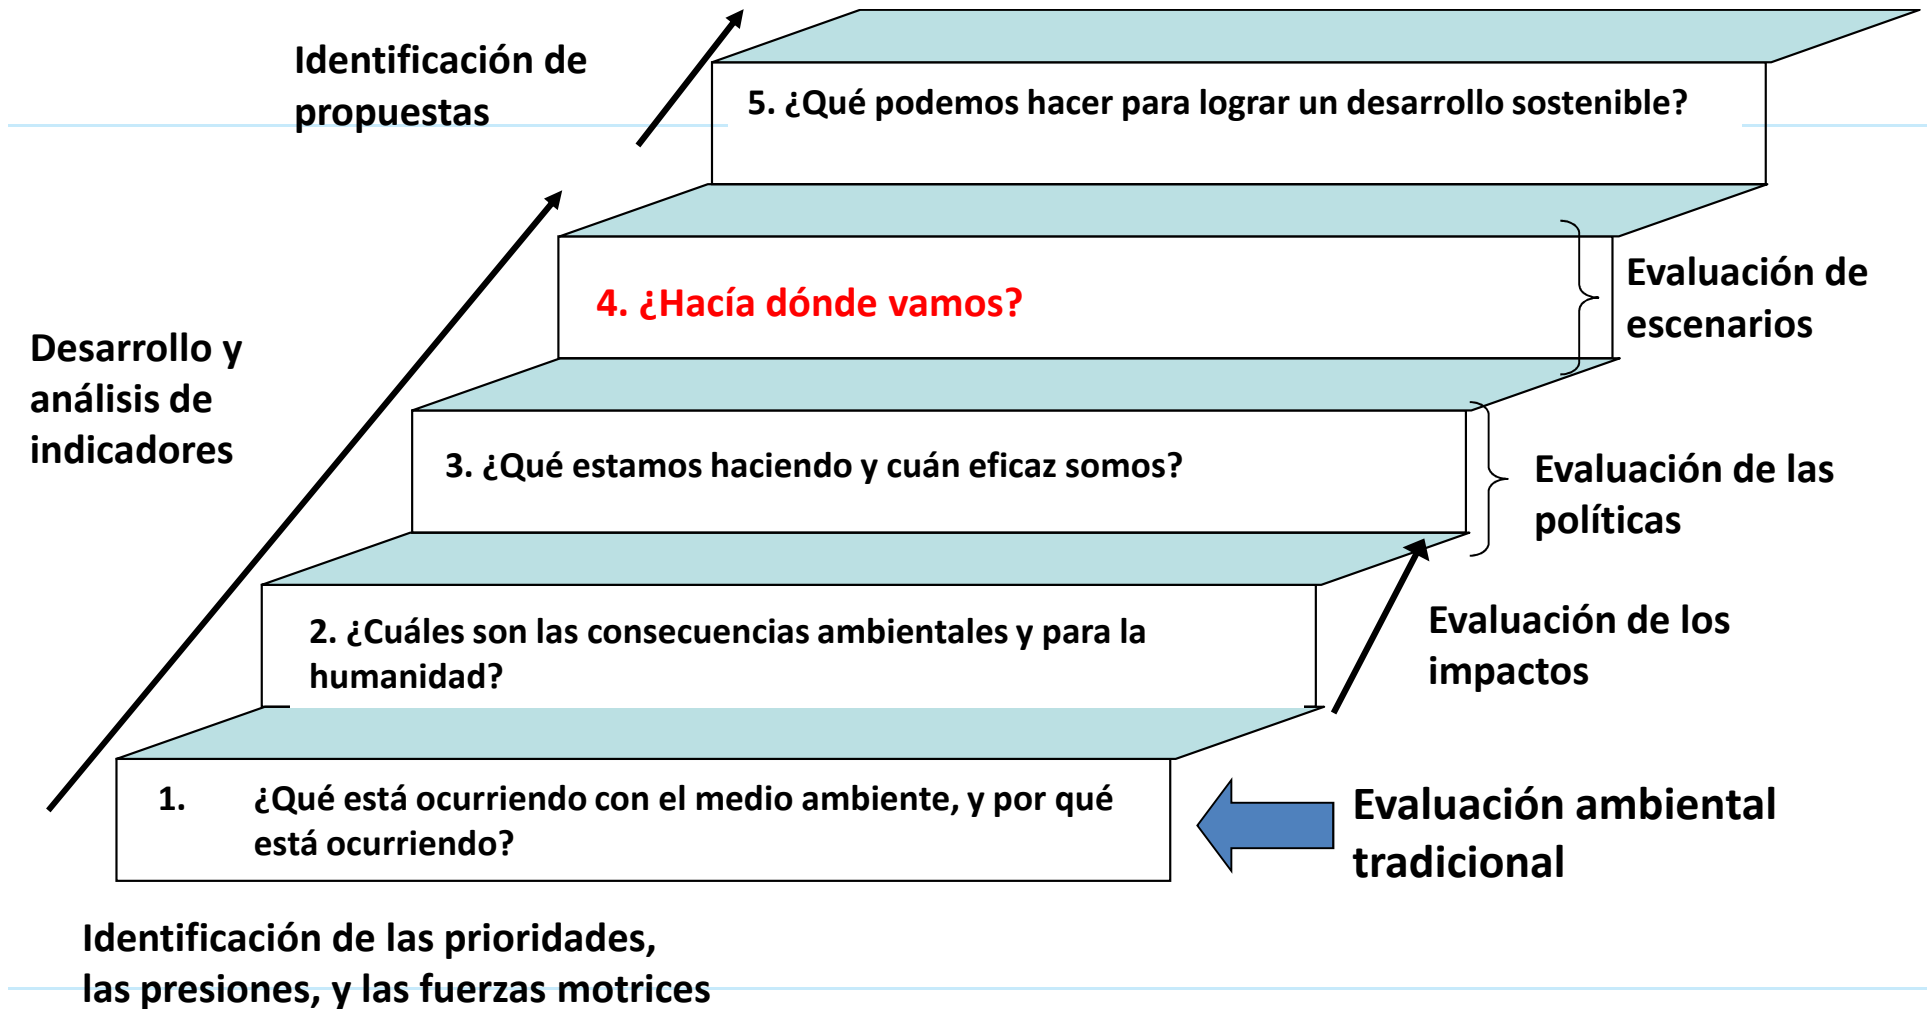 Identificación de
propuestas
5. ¿Qué podemos hacer para lograr un desarrollo sostenible?
4. ¿Hacía dónde vamos?
Evaluación de
escenarios
Desarrollo y
análisis de
indicadores
3. ¿Qué estamos haciendo y cuán eficaz somos?
Evaluación de las
políticas
2. ¿Cuáles son las consecuencias ambientales y para la
humanidad?
Evaluación de los
impactos
1. ¿Qué está ocurriendo con el medio ambiente, y por qué
está ocurriendo?
Evaluación ambiental
tradicional
Identificación de las prioridades,
las presiones, y las fuerzas motrices